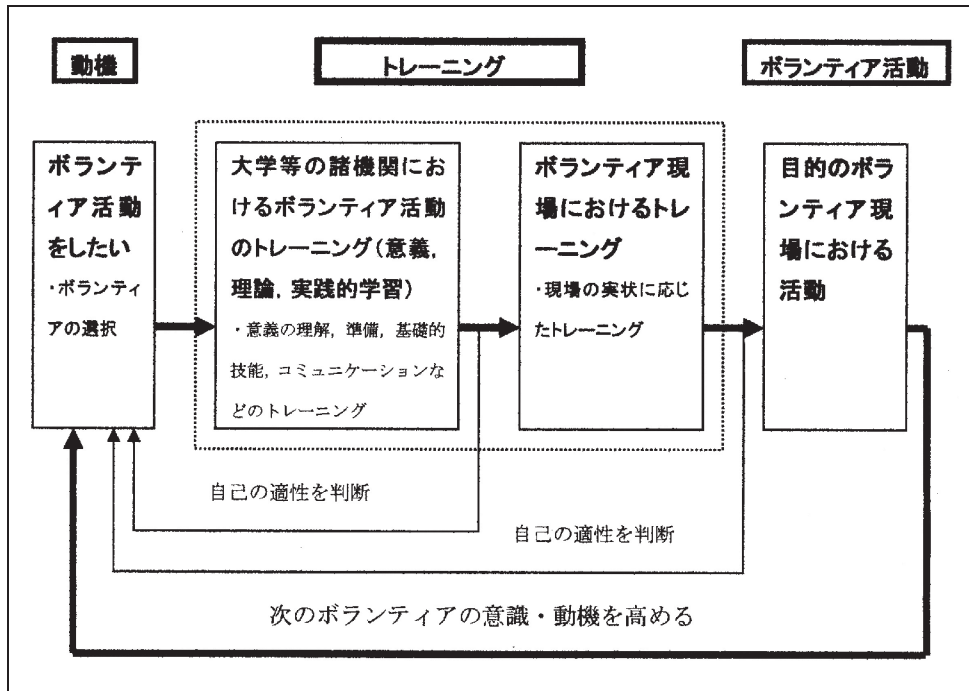 動機
トレーニング
ボランティア活動
ボランテ
ィア活動
をしたい
・ボランティ
アの選択
大学等の諸機関にお
けるボランティア活動
のトレーニング（意義，
理論，実践的学習）
・意義の理解，準備，基礎的
技能，コミュニケーションな
どのトレーニング
ボランティア現
場におけるトレ
ーニング
・現場の実状に応じ
たトレーニング
目的のボラ
ンティア現
場における
活動
自己の適性を判断
自己の適性を判断
次のボランティアの意識・動機を高める